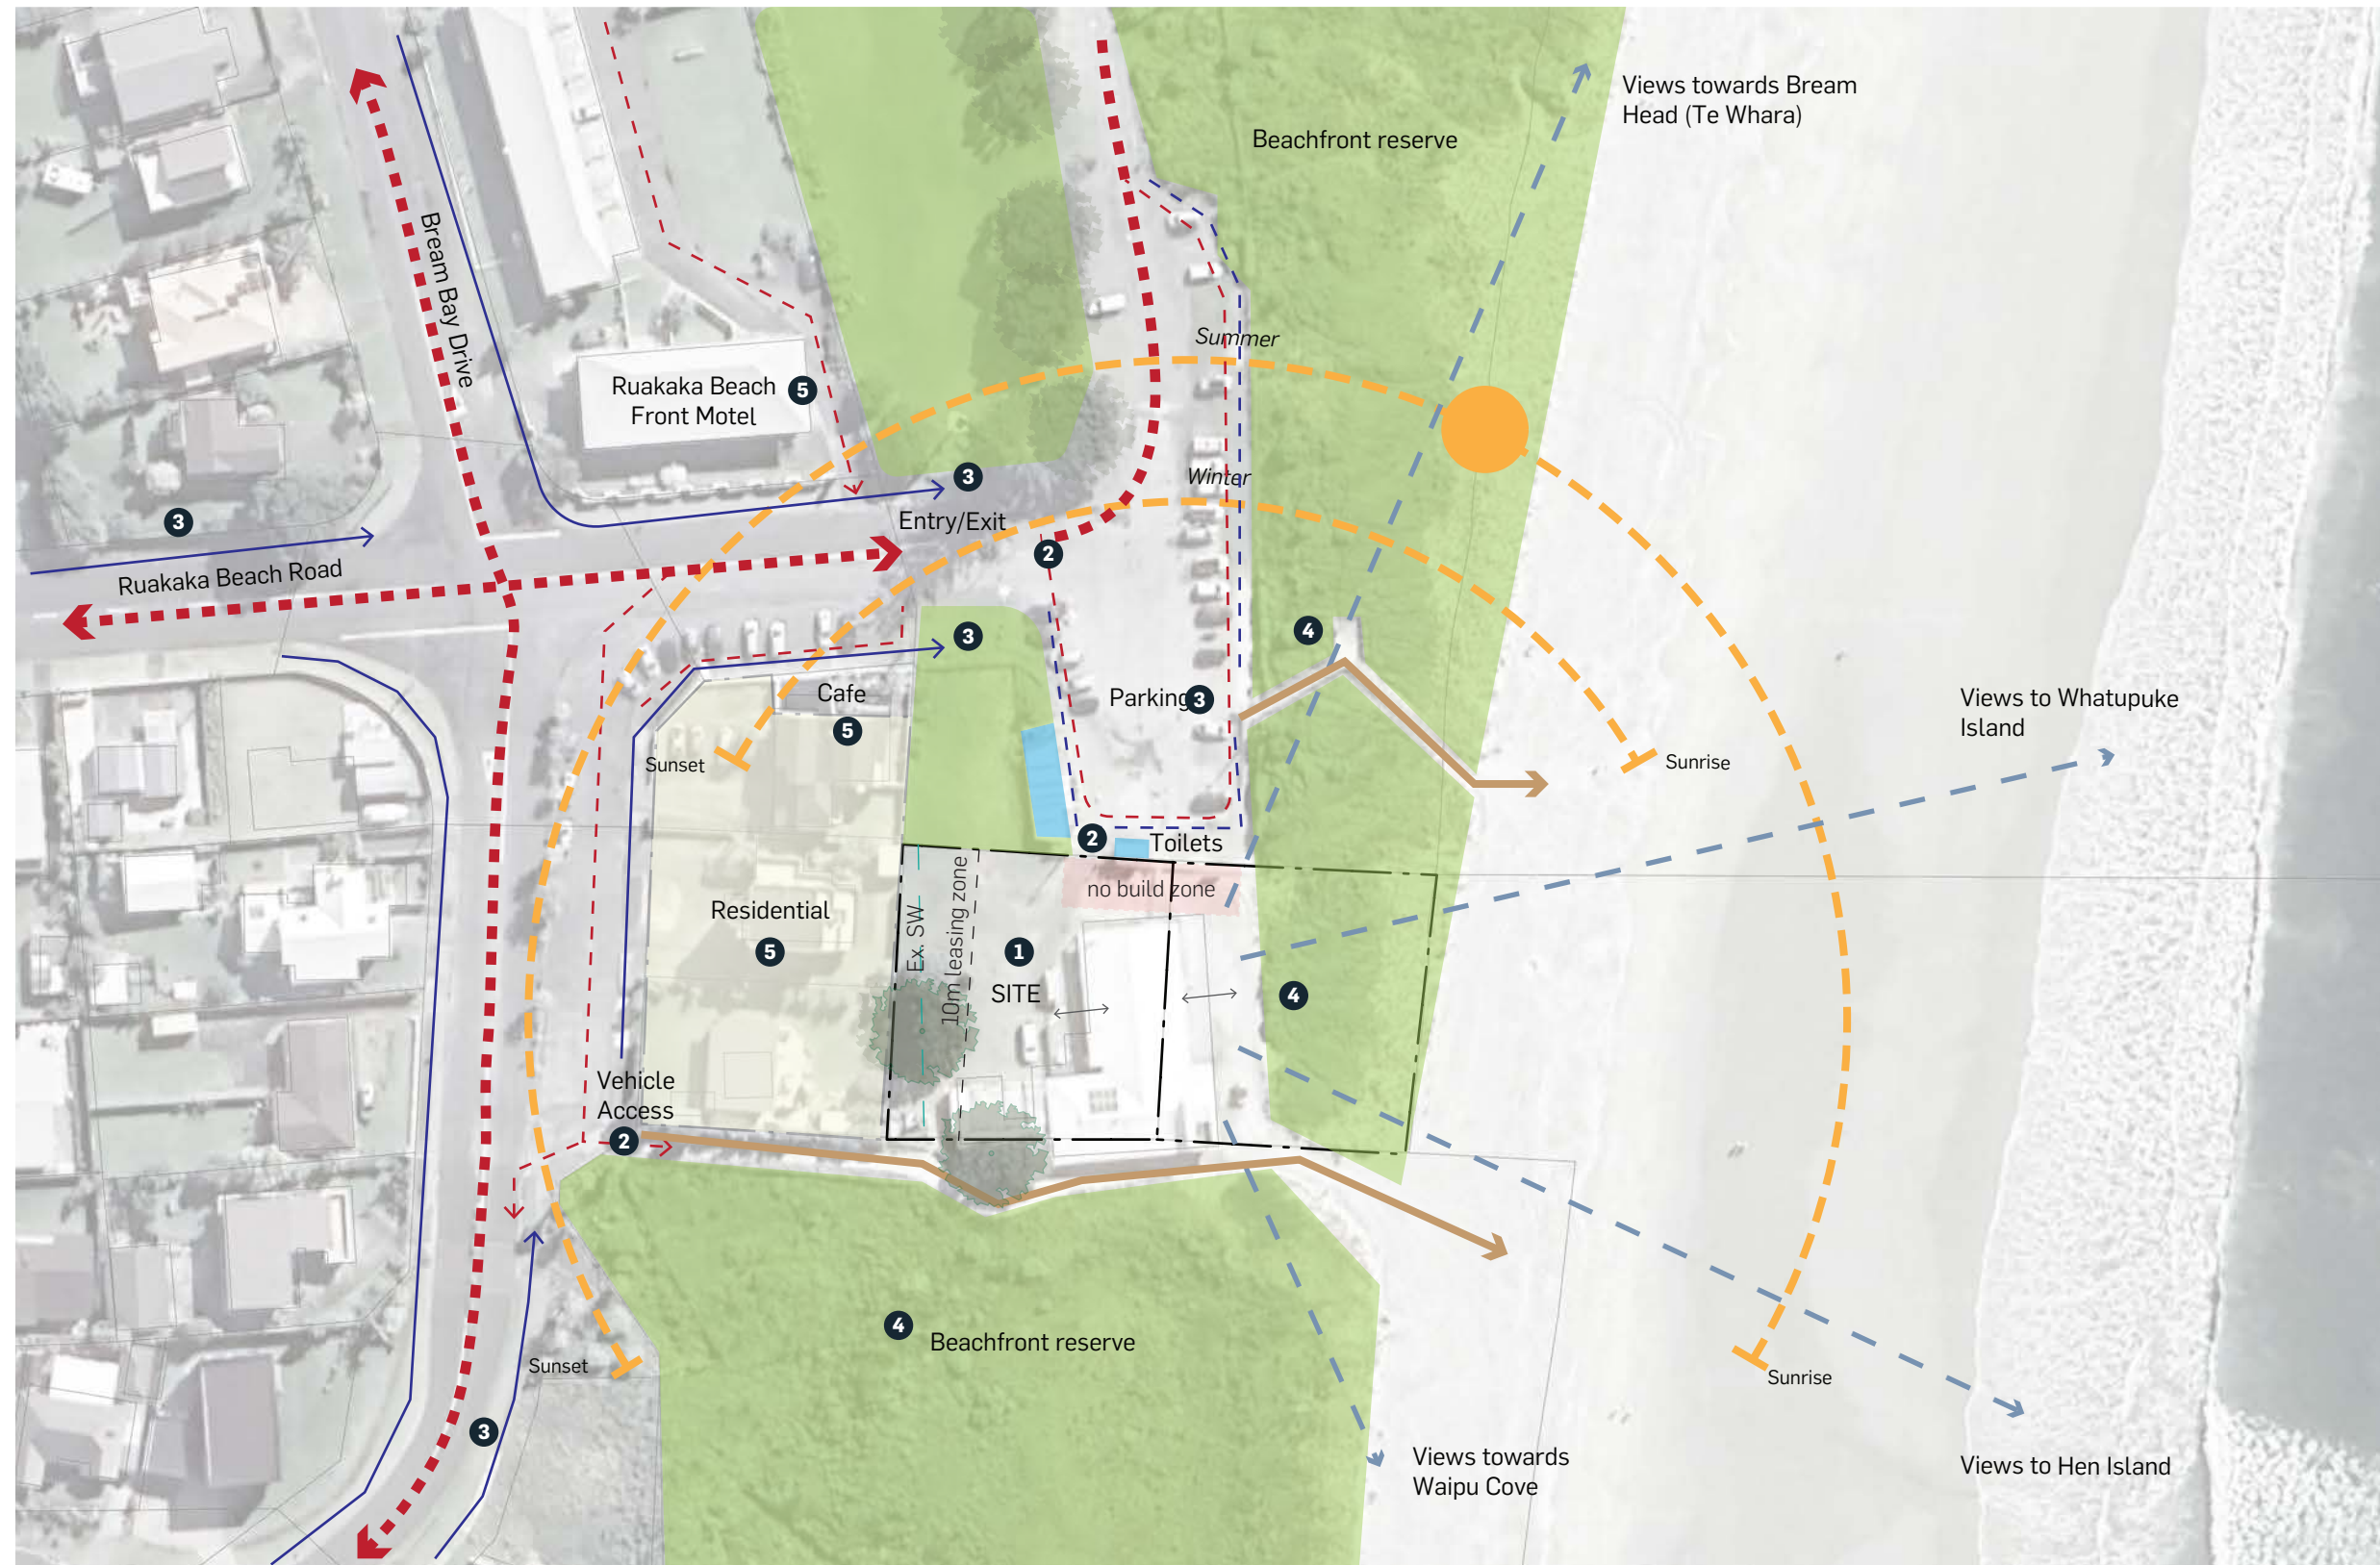 Views towards Bream
Head (Te Whara)
Beachfront reserve
Bream Bay Drive
Summer
Ruakaka Beach
Front Motel
5
Winter
3
3
Entry/Exit
2
Ruakaka Beach Road
3
4
Cafe
Parking
3
Views to Whatupuke
Island
5
Sunset
Sunrise
2
Toilets
no build zone
Residential
5
Ex. SW
10m leasing zone
1
SITE
4
Vehicle
Access
2
4
Beachfront reserve
Sunset
Sunrise
3
Views towards
Waipu Cove
Views to Hen Island